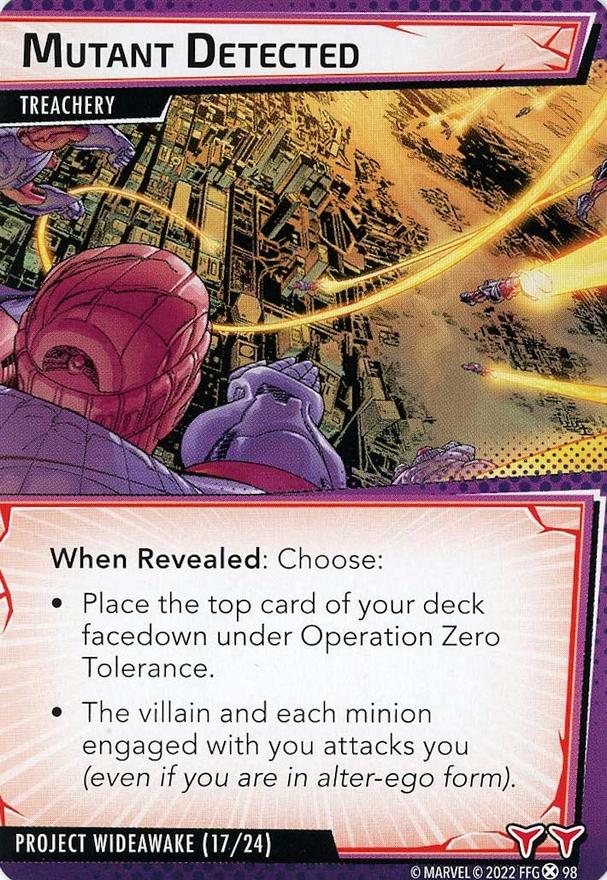 MUTANT DETECTED
TREACHERY
When Revealed: Choose:
• Place the top card of your deck
facedown under Operation Zero
Tolerance.
• The villain and each minion
engaged with you attacks you
(even if you are in alter-ego form).
PROJECT WIDEAWAKE (17/24)
© MARVEL © 2022 FFG 98